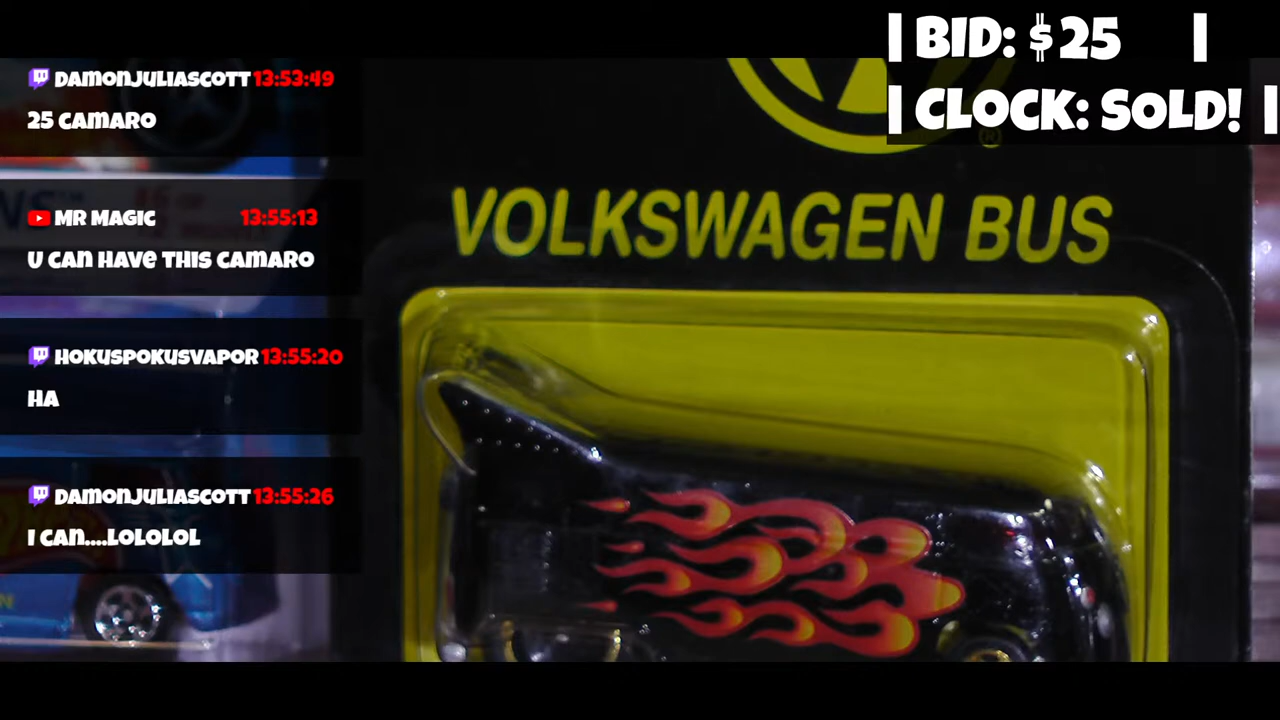 | BID: $25 |
| CLOCK: SOLD! |
DAMONJULIASCOTT 13:53:49
25 CAMARO
MR MAGIC 13:55:13
U CAN HAVE THIS CAMARO
HOKUSPOKUSVAPOR 13:55:20
HA
DAMONJULIASCOTT 13:55:26
I CAN....LOLOLOL
®
VOLKSWAGEN BUS